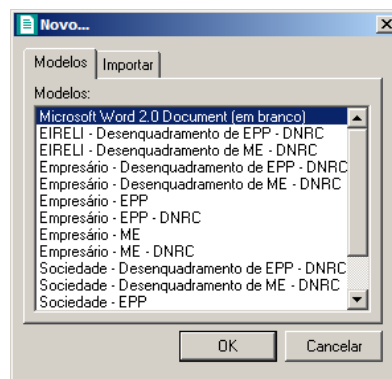 Novo...
Modelos Importar
Modelos:
Microsoft Word 2.0 Document (em branco)
EIRELI - Desenquadramento de EPP - DNRC
EIRELI - Desenquadramento de ME - DNRC
Empresário - Desenquadramento de EPP - DNRC
Empresário - Desenquadramento de ME - DNRC
Empresário - EPP
Empresário - EPP - DNRC
Empresário - ME
Empresário - ME - DNRC
Sociedade - Desenquadramento de EPP - DNRC
Sociedade - Desenquadramento de ME - DNRC
Sociedade - EPP
OK Cancelar